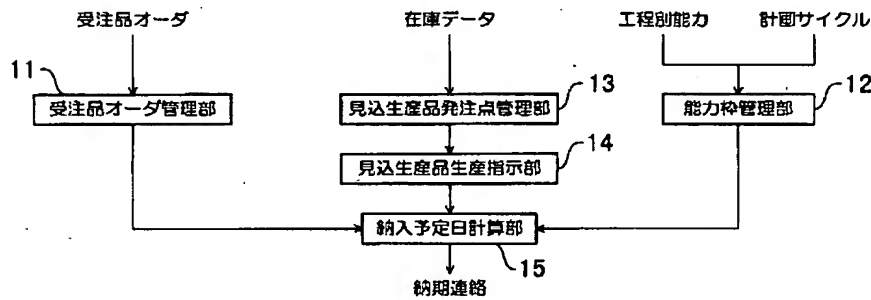 受注品オーダ
在庫データ
工程別能力
計画サイクル
11
受注品オーダ管理部
13
見込生産品発注点管理部
12
能力枠管理部
14
見込生産品生産指示部
納入予定日計算部
15
納期連絡